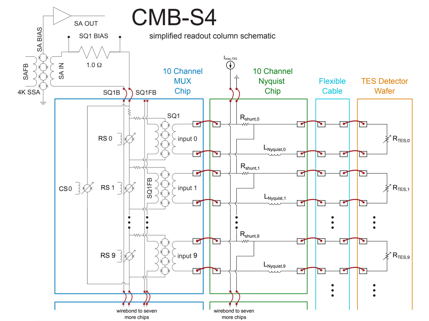 CMB-S4
simplified readout column schematic
SA OUT
SA BIAS
SQ1 BIAS
SAFB
SA IN
1.0 Ω
4K SSA
SQ1B
SQ1FB
10 Channel
MUX
Chip
10 Channel
Nyquist
Chip
Flexible
Cable
TES Detector
Wafer
SQ1
RS 0
input 0
Rshunt,0
LNyquist,0
RTES,0
CS0
RS 1
SQ1FB
input 1
Rshunt,1
LNyquist,1
RTES,1
RS 9
input 9
Rshunt,9
LNyquist,9
RTES,9
wirebond to seven
more chips
wirebond to seven
more chips